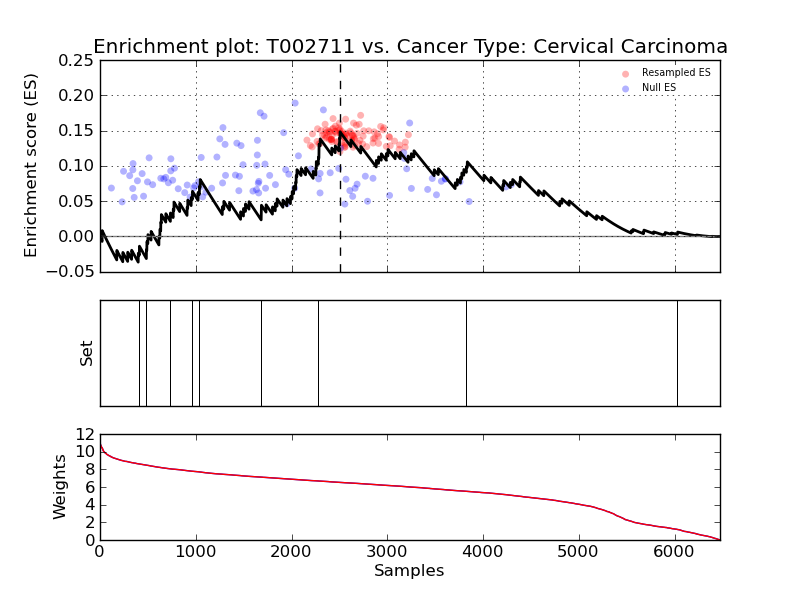 Enrichment plot: T002711 vs. Cancer Type: Cervical Carcinoma
Enrichment score (ES)
0.25
0.20
0.15
0.10
0.05
0.00
−0.05
Resampled ES
Null ES
Set
Weights
12
10
8
6
4
2
0
0 1000 2000 3000 4000 5000 6000
Samples